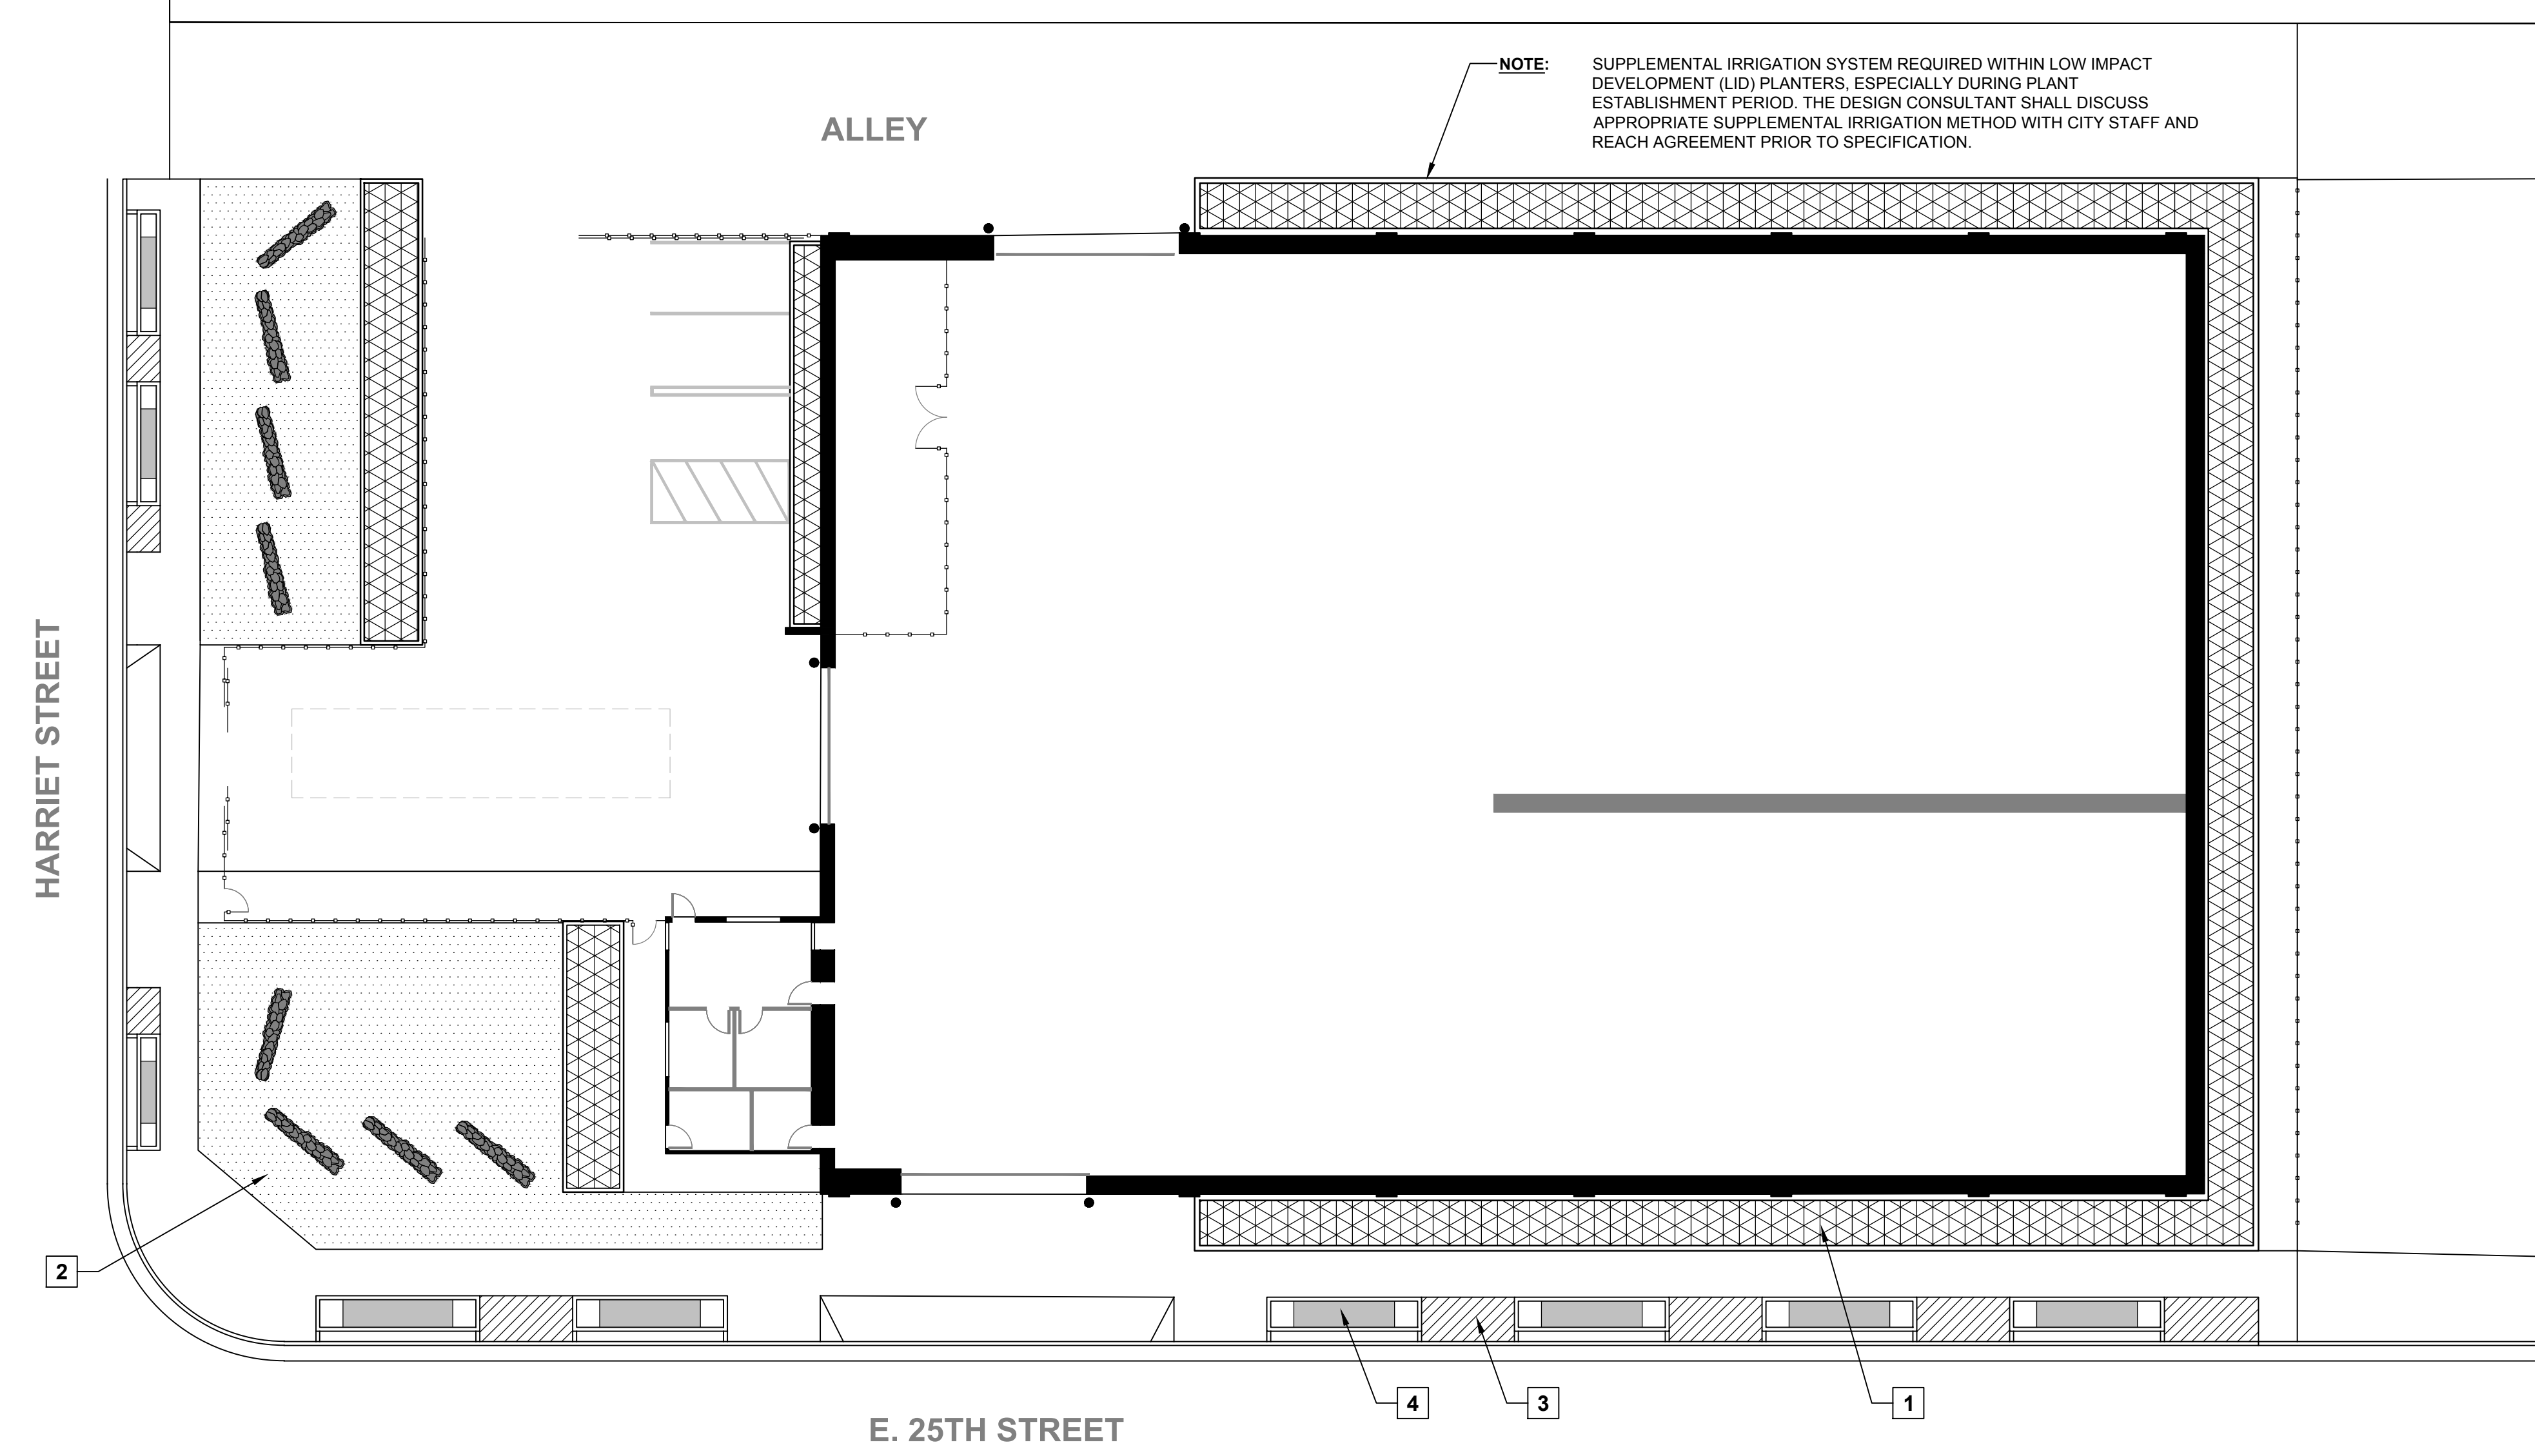 NOTE: SUPPLEMENTAL IRRIGATION SYSTEM REQUIRED WITHIN LOW IMPACT
DEVELOPMENT (LID) PLANTERS, ESPECIALLY DURING PLANT
ESTABLISHMENT PERIOD. THE DESIGN CONSULTANT SHALL DISCUSS
APPROPRIATE SUPPLEMENTAL IRRIGATION METHOD WITH CITY STAFF AND
REACH AGREEMENT PRIOR TO SPECIFICATION.
ALLEY
HARRIET STREET
2
4
3
1
E. 25TH STREET